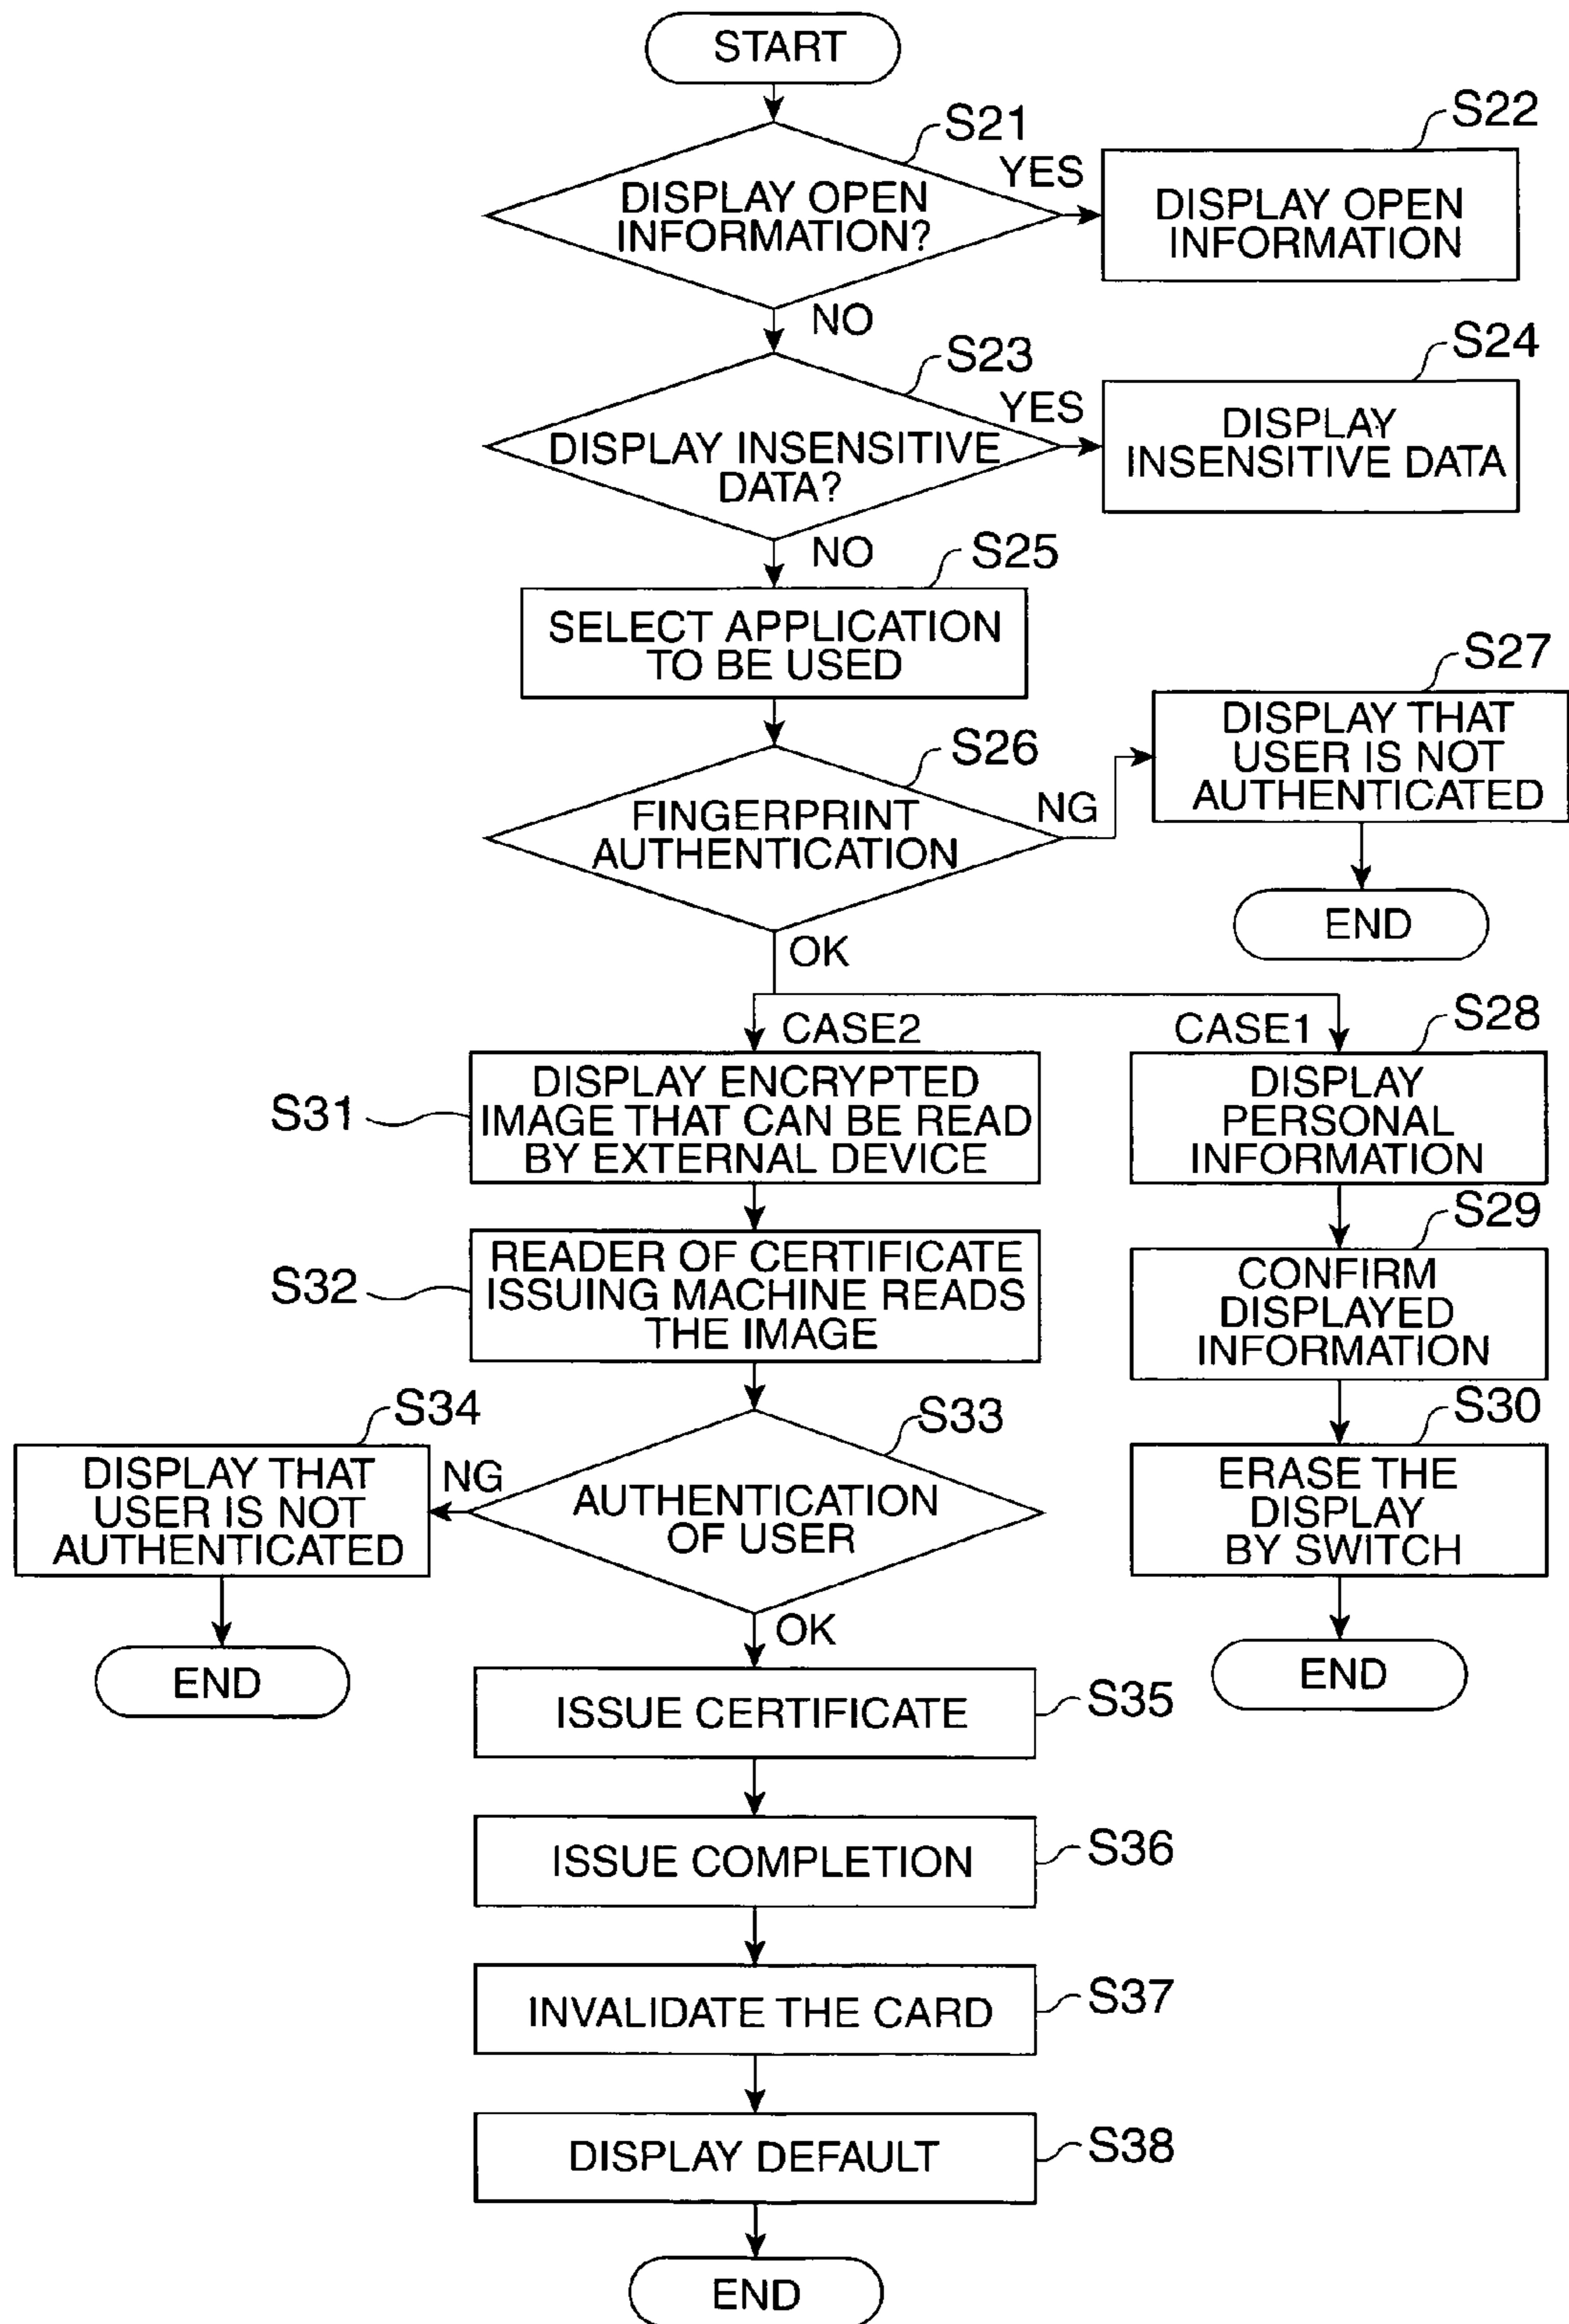 START
S21
S22
YES
DISPLAY OPEN
INFORMATION?
DISPLAY OPEN
INFORMATION
NO
S23
S24
YES
DISPLAY INSENSITIVE
DATA?
DISPLAY
INSENSITIVE DATA
NO
S25
SELECT APPLICATION
TO BE USED
S27
DISPLAY THAT
USER IS NOT
AUTHENTICATED
S26
NG
FINGERPRINT
AUTHENTICATION
END
OK
CASE2
CASE1
S28
S31
DISPLAY ENCRYPTED
IMAGE THAT CAN BE READ
BY EXTERNAL DEVICE
DISPLAY
PERSONAL
INFORMATION
S29
S32
READER OF CERTIFICATE
ISSUING MACHINE READS
THE IMAGE
CONFIRM
DISPLAYED
INFORMATION
S34
S33
S30
DISPLAY THAT
USER IS NOT
AUTHENTICATED
NG
AUTHENTICATION
OF USER
ERASE THE
DISPLAY
BY SWITCH
OK
END
END
ISSUE CERTIFICATE
S35
ISSUE COMPLETION
S36
INVALIDATE THE CARD
S37
DISPLAY DEFAULT
S38
END